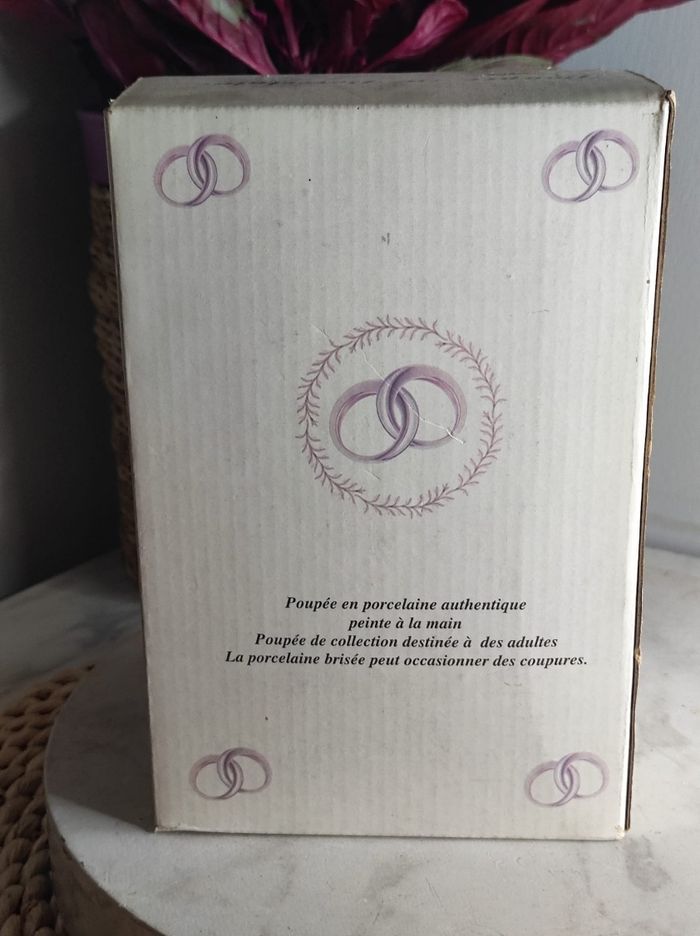 Poupée en porcelaine authentique
peinte à la main
Poupée de collection destinée à des adultes
La porcelaine brisée peut occasionner des coupures.